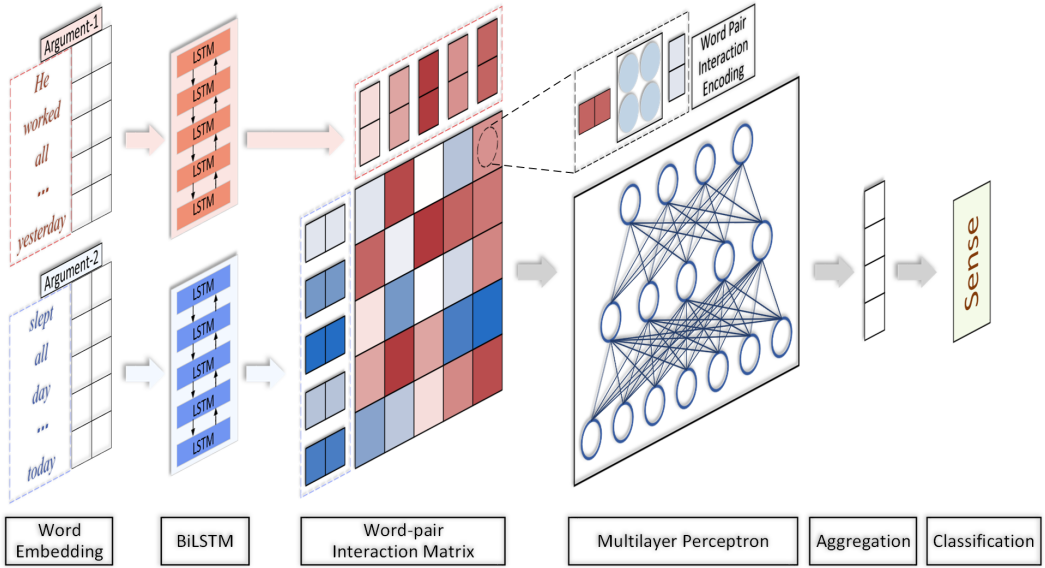 Argument-1
He
worked
all
...
yesterday
Argument-2
slept
all
day
...
today
LSTM
LSTM
LSTM
LSTM
LSTM
LSTM
LSTM
LSTM
LSTM
LSTM
Word Pair
Interaction
Encoding
Sense
Word
Embedding
BiLSTM
Word-pair
Interaction Matrix
Multilayer Perceptron
Aggregation
Classification